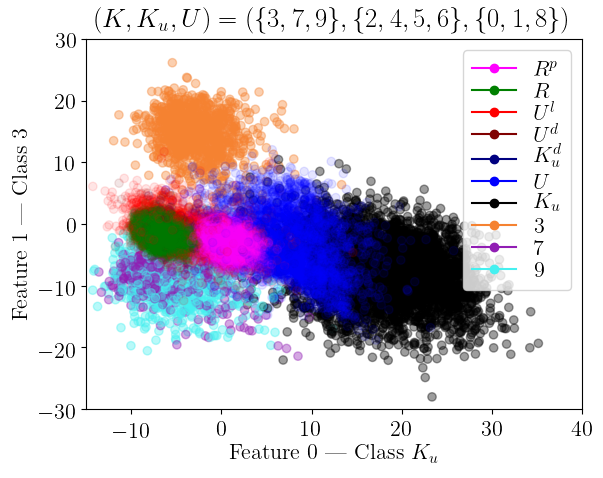 (K, K_u, U) = ({3, 7, 9}, {2, 4, 5, 6}, {0, 1, 8})
30
20
10
0
−10
−20
−30
Feature 1 — Class 3
R^p
R
U^l
U^d
K_u^d
U
K_u
3
7
9
−10
0
10
20
30
40
Feature 0 — Class K_u